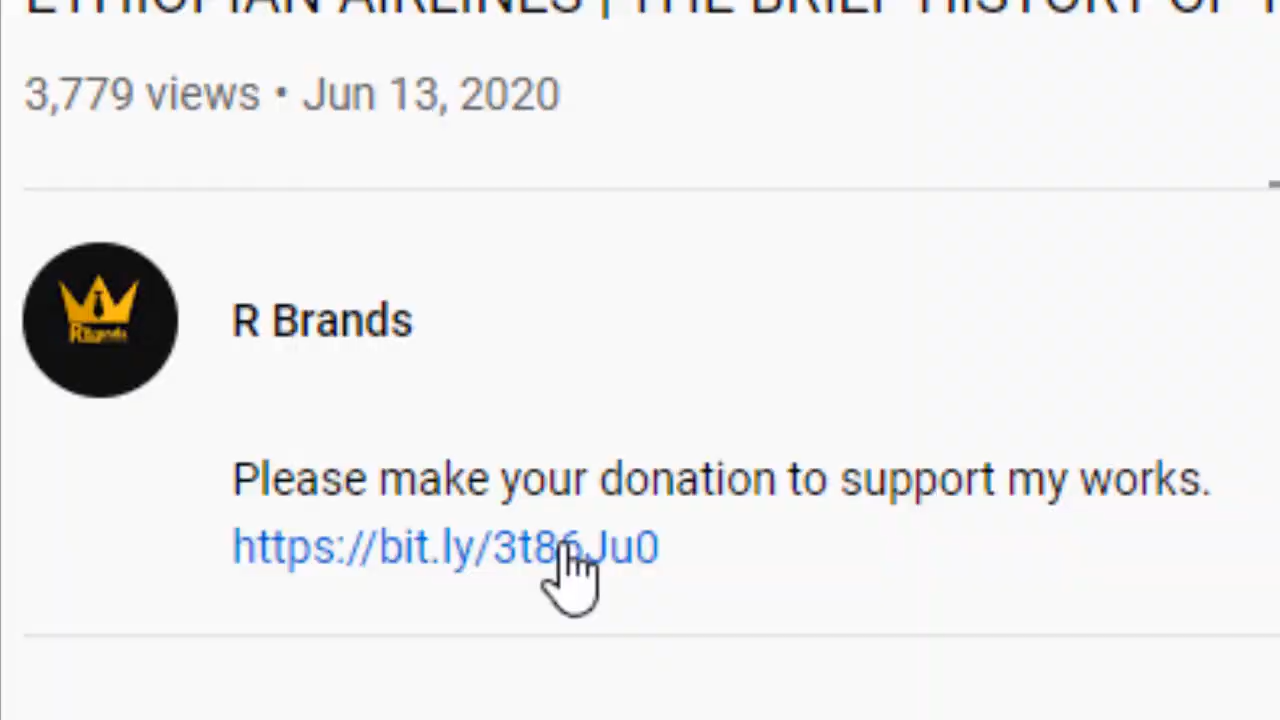 ETHIOPIAN AIRLINES | THE BRIEF HISTORY OF
3,779 views • Jun 13, 2020
R Brands
R Brands
Please make your donation to support my works.
https://bit.ly/3t86Ju0